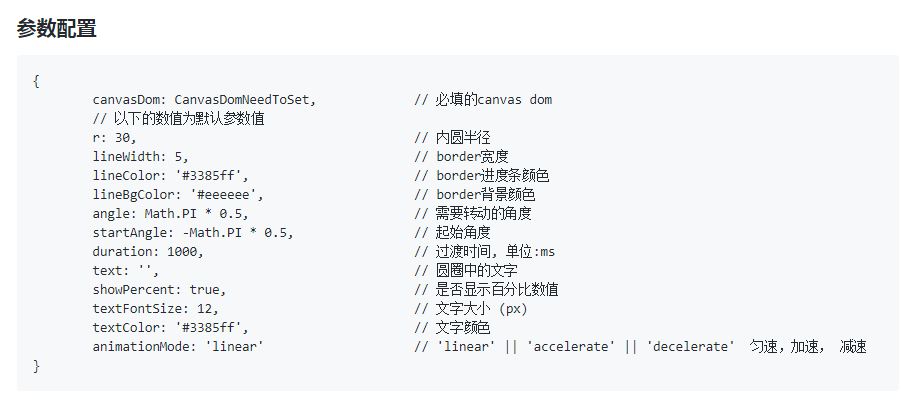 参数配置
{
canvasDom: CanvasDomNeedToSet, // 必填的canvas dom
// 以下的数值为默认参数值
r: 30, // 内圆半径
lineWidth: 5, // border宽度
lineColor: '#3385ff', // border进度条颜色
lineBgColor: '#eeeeee', // border背景颜色
angle: Math.PI * 0.5, // 需要转动的角度
startAngle: -Math.PI * 0.5, // 起始角度
duration: 1000, // 过渡时间, 单位:ms
text: '', // 圆圈中的文字
showPercent: true, // 是否显示百分比数值
textFontSize: 12, // 文字大小 (px)
textColor: '#3385ff', // 文字颜色
animationMode: 'linear' // 'linear' || 'accelerate' || 'decelerate' 匀速，加速， 减速
}